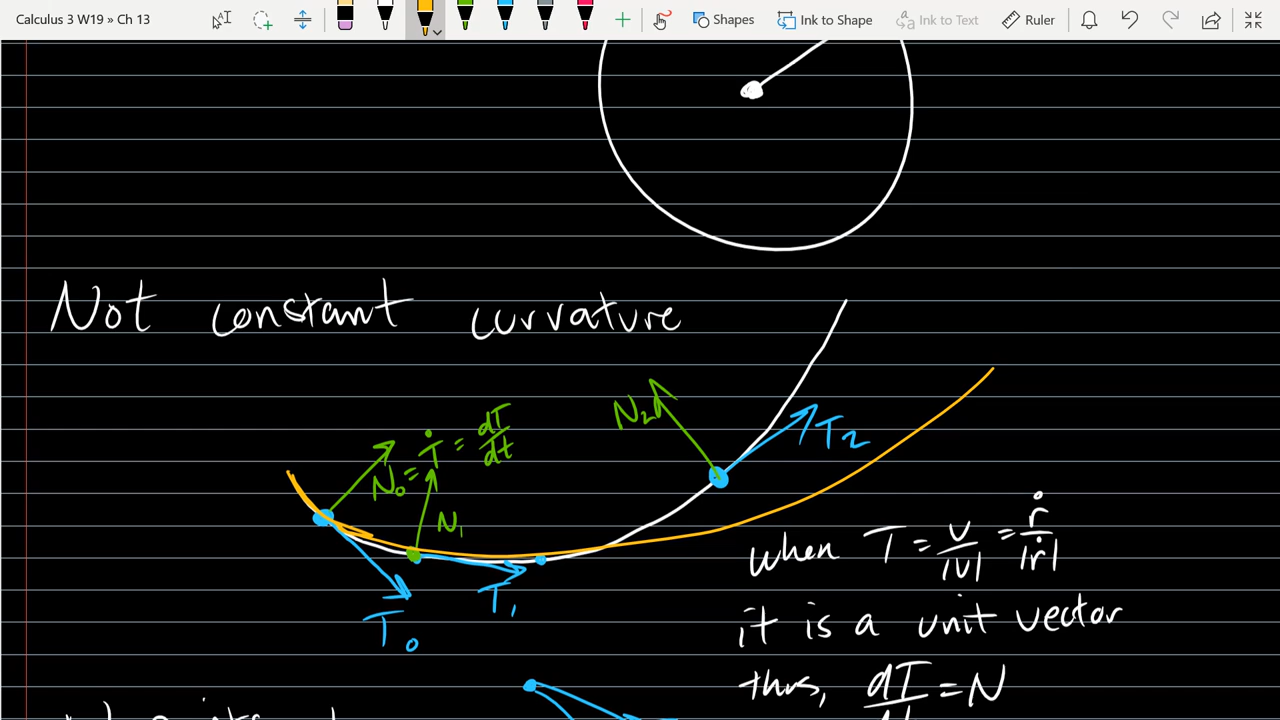 Calculus 3 W19 » Ch 13
Shapes
Ink to Shape
Ink to Text
Ruler
Not constant curvature
N₀ = Ṫ = dT/dt
N₁
N₂
T₂
T₀
T₁
when T = v/|v| = ṙ/|ṙ|
it is a unit vector
thus, dT = N